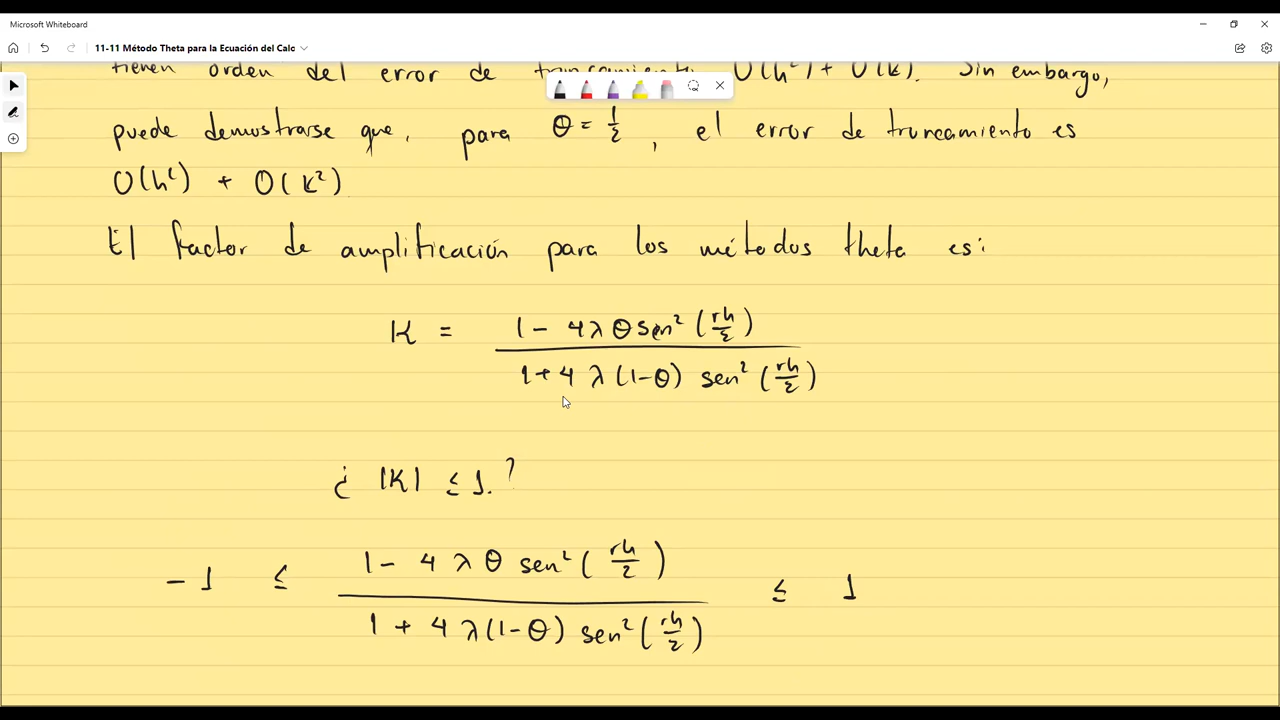 Microsoft Whiteboard
11-11 Método Theta para la Ecuación del Calc
tienen orden del error de truncamiento O(h²) + O(k). Sin embargo,
puede demostrarse que, para θ = 1/2, el error de truncamiento es
O(h²) + O(k²)
El factor de amplificación para los métodos theta es:
K = (1 - 4λθ sen² (rh/2)) / (1 + 4λ(1-θ) sen² (rh/2))
¿ |K| ≤ 1. ?
-1 ≤ (1 - 4λθ sen² (rh/2)) / (1 + 4λ(1-θ) sen² (rh/2)) ≤ 1